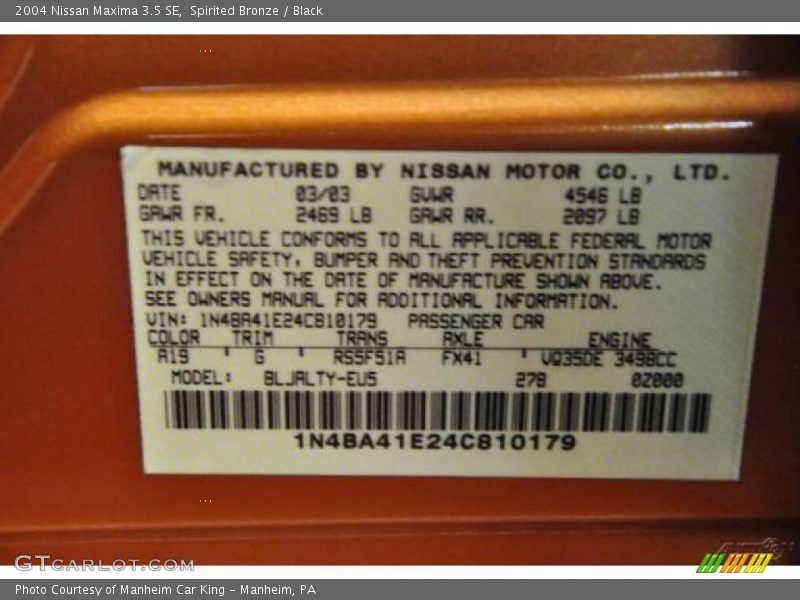 2004 Nissan Maxima 3.5 SE, Spirited Bronze / Black
MANUFACTURED BY NISSAN MOTOR CO., LTD.
DATE 03/03 GVWR 4546 LB
GAWR FR. 2469 LB GAWR RR. 2097 LB
THIS VEHICLE CONFORMS TO ALL APPLICABLE FEDERAL MOTOR
VEHICLE SAFETY, BUMPER AND THEFT PREVENTION STANDARDS
IN EFFECT ON THE DATE OF MANUFACTURE SHOWN ABOVE.
SEE OWNERS MANUAL FOR ADDITIONAL INFORMATION.
VIN: 1N4BA41E24C810179 PASSENGER CAR
COLOR TRIM TRANS AXLE ENGINE
A19 G RS5F51A FX41 VQ35DE 3498CC
MODEL: BLJALTY-EU5 278 02000
1N4BA41E24C810179
GTCARLOT.COM
Photo Courtesy of Manheim Car King - Manheim, PA